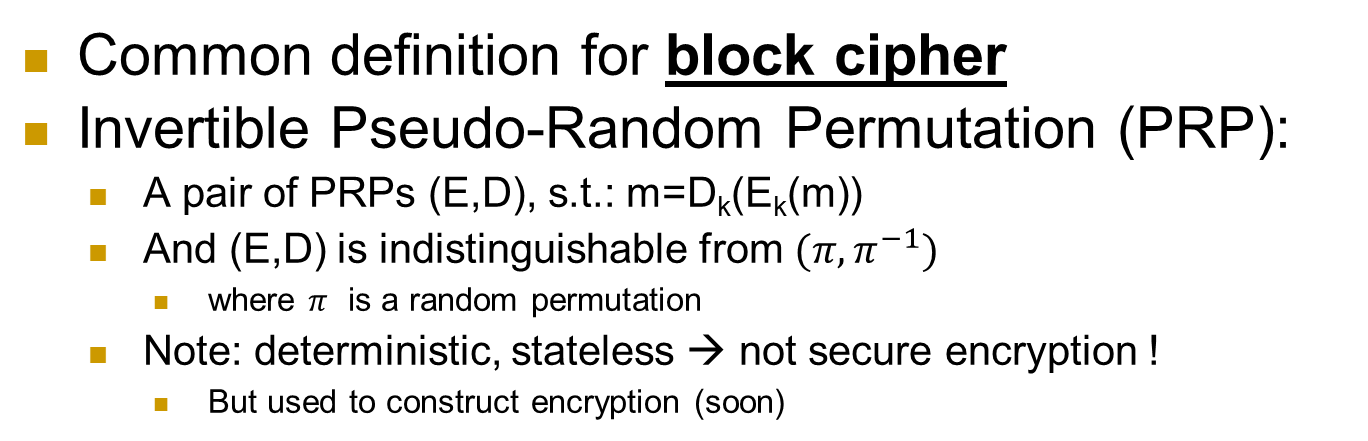 Common definition for block cipher
Invertible Pseudo-Random Permutation (PRP):
A pair of PRPs (E,D), s.t.: m=Dₖ(Eₖ(m))
And (E,D) is indistinguishable from (𝜋, 𝜋⁻¹)
where 𝜋 is a random permutation
Note: deterministic, stateless → not secure encryption !
But used to construct encryption (soon)